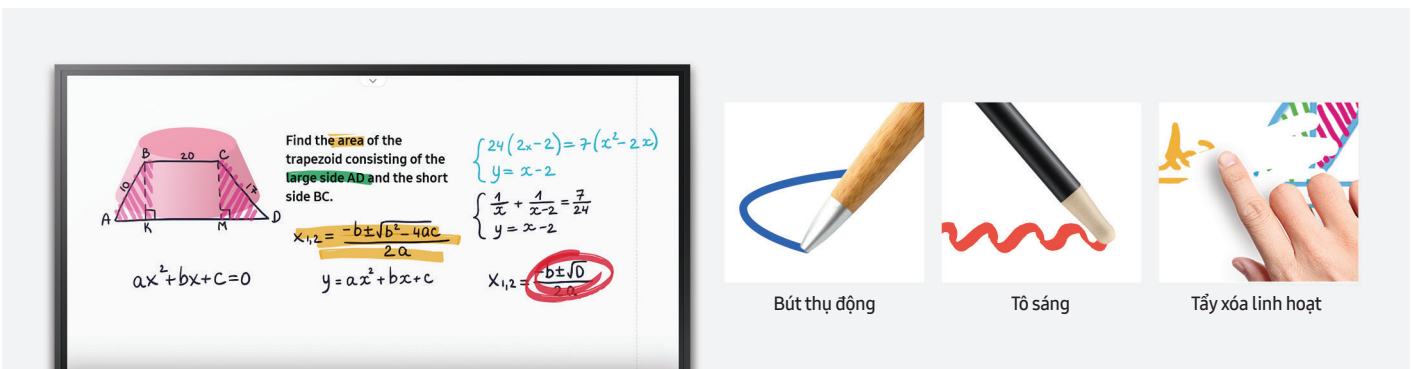 B 20 C
10
17
A K M D
Find the area of the
trapezoid consisting of the
large side AD and the short
side BC.
{24(2x-2)=7(x²-2x)
y=x-2
{1/x + 1/x-2 = 7/24
y=x-2
x₁,₂ = -b±√b²-4ac / 2a
ax²+bx+c=0
y=ax²+bx+c
x₁,₂ = -b±√D / 2a
Bút thụ động
Tô sáng
Tẩy xóa linh hoạt